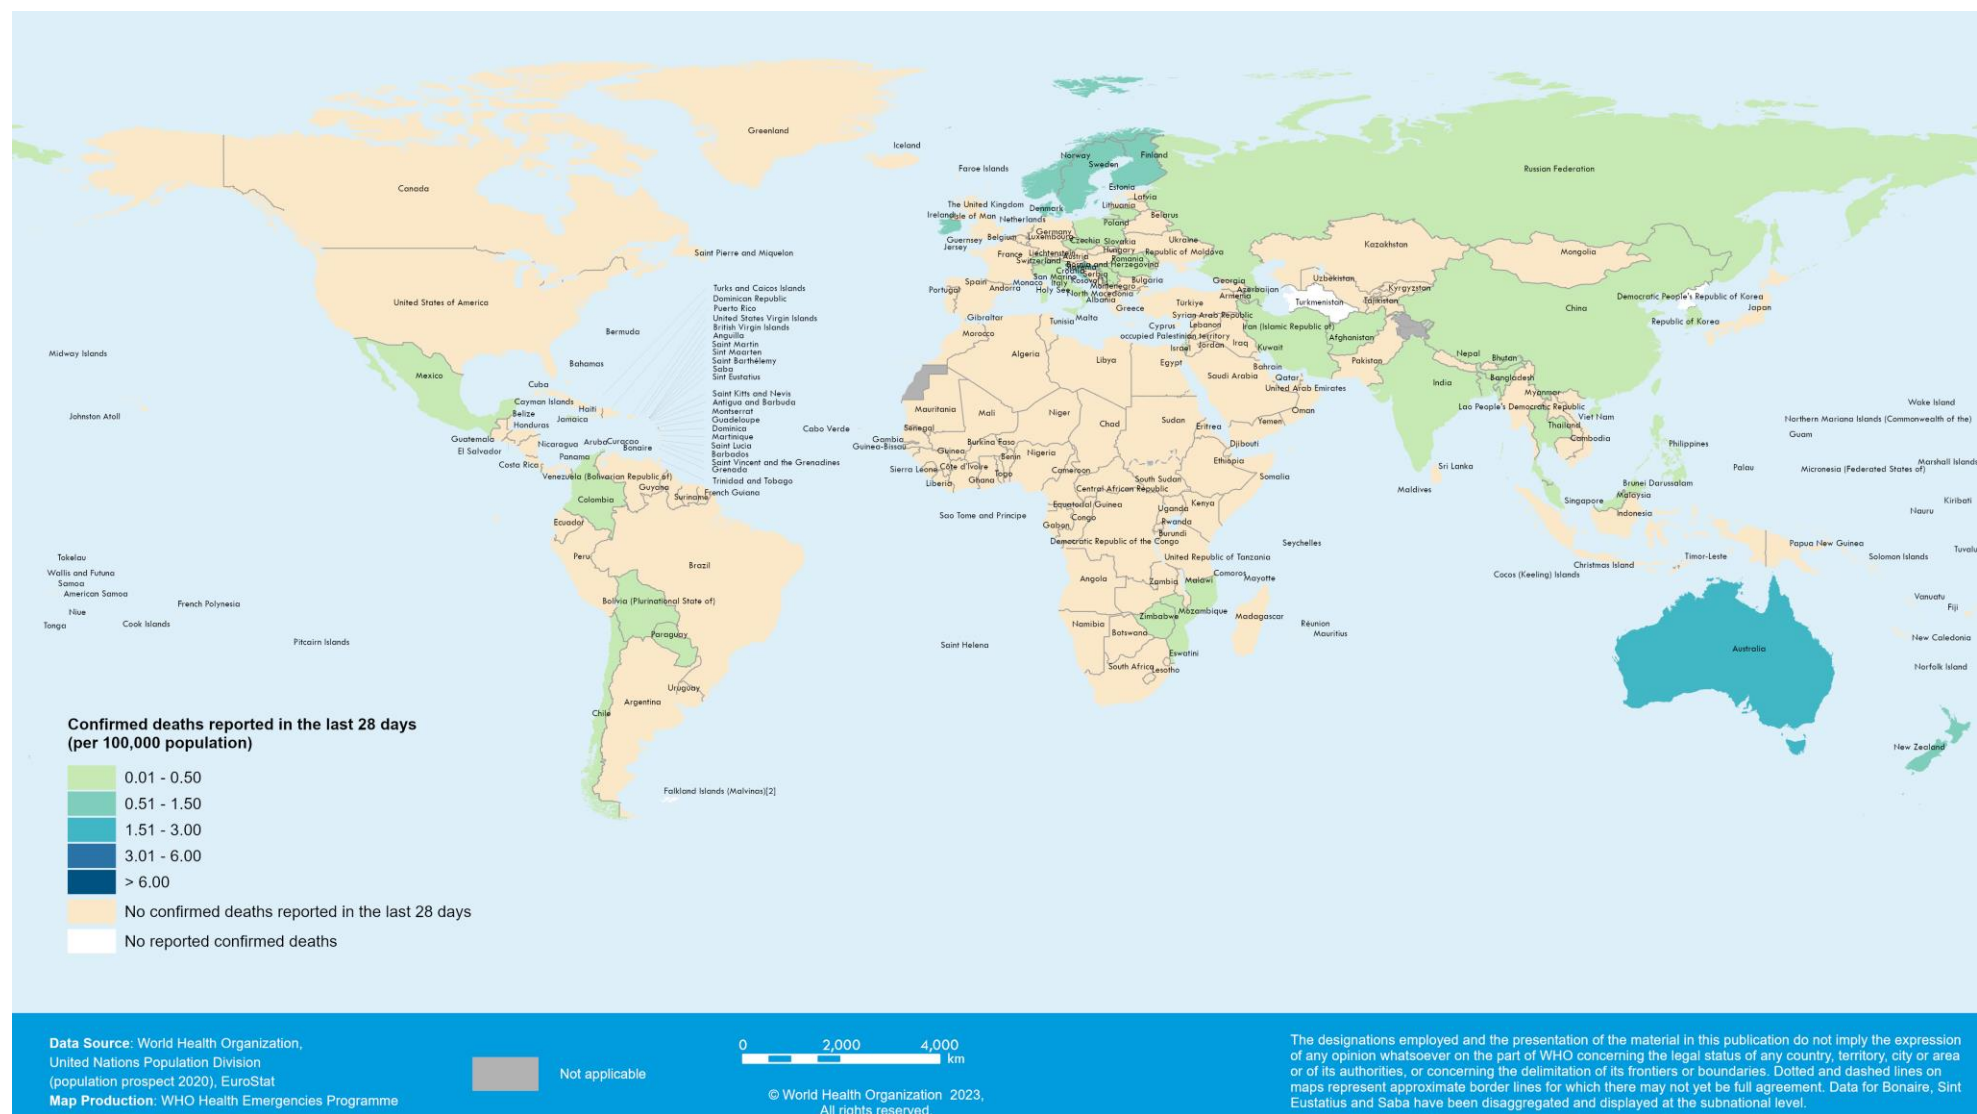 Greenland
Iceland
Faroe Islands
Norway
Sweden
Finland
Russian Federation
Canada
Estonia
Latvia
Lithuania
The United Kingdom
Denmark
Ireland
Isle of Man
Netherlands
Belarus
Poland
Germany
Guernsey
Belgium
Luxembourg
Czechia
Slovakia
Ukraine
Jersey
Hungary
Republic of Moldova
Kazakhstan
Mongolia
Saint Pierre and Miquelon
France
Liechtenstein
Austria
Switzerland
Romania
Bosnia and Herzegovina
Croatia
Serbia
San Marino
Italy
Kosovo[1]
Monaco
Spain
Andorra
Holy See
Montenegro
Bulgaria
Portugal
North Macedonia
Albania
Greece
Georgia
Azerbaijan
Armenia
Türkiye
Uzbekistan
Kyrgyzstan
Turkmenistan
Tajikistan
Democratic People's Republic of Korea
China
Japan
Republic of Korea
United States of America
Turks and Caicos Islands
Dominican Republic
Puerto Rico
United States Virgin Islands
British Virgin Islands
Anguilla
Saint Martin
Sint Maarten
Saint Barthélemy
Saba
Sint Eustatius
Saint Kitts and Nevis
Antigua and Barbuda
Montserrat
Guadeloupe
Dominica
Martinique
Saint Lucia
Barbados
Saint Vincent and the Grenadines
Grenada
Trinidad and Tobago
French Guiana
Bermuda
Bahamas
Midway Islands
Johnston Atoll
Mexico
Cuba
Cayman Islands
Haiti
Belize
Jamaica
Honduras
Guatemala
El Salvador
Nicaragua
Aruba
Curacao
Bonaire
Costa Rica
Panama
Venezuela (Bolivarian Republic of)
Guyana
Suriname
Colombia
Ecuador
Peru
Brazil
Bolivia (Plurinational State of)
Paraguay
Uruguay
Argentina
Chile
Falkland Islands (Malvinas)[2]
Gibraltar
Morocco
Tunisia
Malta
Cyprus
Syrian Arab Republic
Lebanon
occupied Palestinian territory
Israel
Jordan
Iraq
Iran (Islamic Republic of)
Kuwait
Afghanistan
Pakistan
Nepal
Bhutan
India
Bangladesh
Myanmar
Lao People's Democratic Republic
Viet Nam
Thailand
Cambodia
Algeria
Libya
Egypt
Saudi Arabia
Bahrain
Qatar
United Arab Emirates
Oman
Yemen
Mauritania
Mali
Niger
Chad
Sudan
Eritrea
Djibouti
Cabo Verde
Senegal
Gambia
Guinea-Bissau
Guinea
Burkina Faso
Benin
Nigeria
Sierra Leone
Côte d'Ivoire
Togo
Ghana
Liberia
Cameroon
South Sudan
Central African Republic
Ethiopia
Somalia
Equatorial Guinea
Sao Tome and Principe
Congo
Gabon
Uganda
Kenya
Rwanda
Burundi
Democratic Republic of the Congo
United Republic of Tanzania
Seychelles
Angola
Zambia
Malawi
Comoros
Mayotte
Mozambique
Zimbabwe
Madagascar
Réunion
Mauritius
Namibia
Botswana
Eswatini
South Africa
Lesotho
Saint Helena
Sri Lanka
Maldives
Philippines
Palau
Brunei Darussalam
Malaysia
Singapore
Indonesia
Wake Island
Northern Mariana Islands (Commonwealth of the)
Guam
Marshall Islands
Micronesia (Federated States of)
Kiribati
Nauru
Papua New Guinea
Solomon Islands
Tuvalu
Timor-Leste
Christmas Island
Cocos (Keeling) Islands
Vanuatu
Fiji
New Caledonia
Norfolk Island
Australia
New Zealand
Tokelau
Wallis and Futuna
Samoa
American Samoa
Niue
Tonga
Cook Islands
French Polynesia
Pitcairn Islands
Confirmed deaths reported in the last 28 days
(per 100,000 population)
0.01 - 0.50
0.51 - 1.50
1.51 - 3.00
3.01 - 6.00
> 6.00
No confirmed deaths reported in the last 28 days
No reported confirmed deaths
Data Source: World Health Organization,
United Nations Population Division
(population prospect 2020), EuroStat
Map Production: WHO Health Emergencies Programme
Not applicable
0 2,000 4,000
km
© World Health Organization 2023,
All rights reserved
The designations employed and the presentation of the material in this publication do not imply the expression
of any opinion whatsoever on the part of WHO concerning the legal status of any country, territory, city or area
or of its authorities, or concerning the delimitation of its frontiers or boundaries. Dotted and dashed lines on
maps represent approximate border lines for which there may not yet be full agreement. Data for Bonaire, Sint
Eustatius and Saba have been disaggregated and displayed at the subnational level.